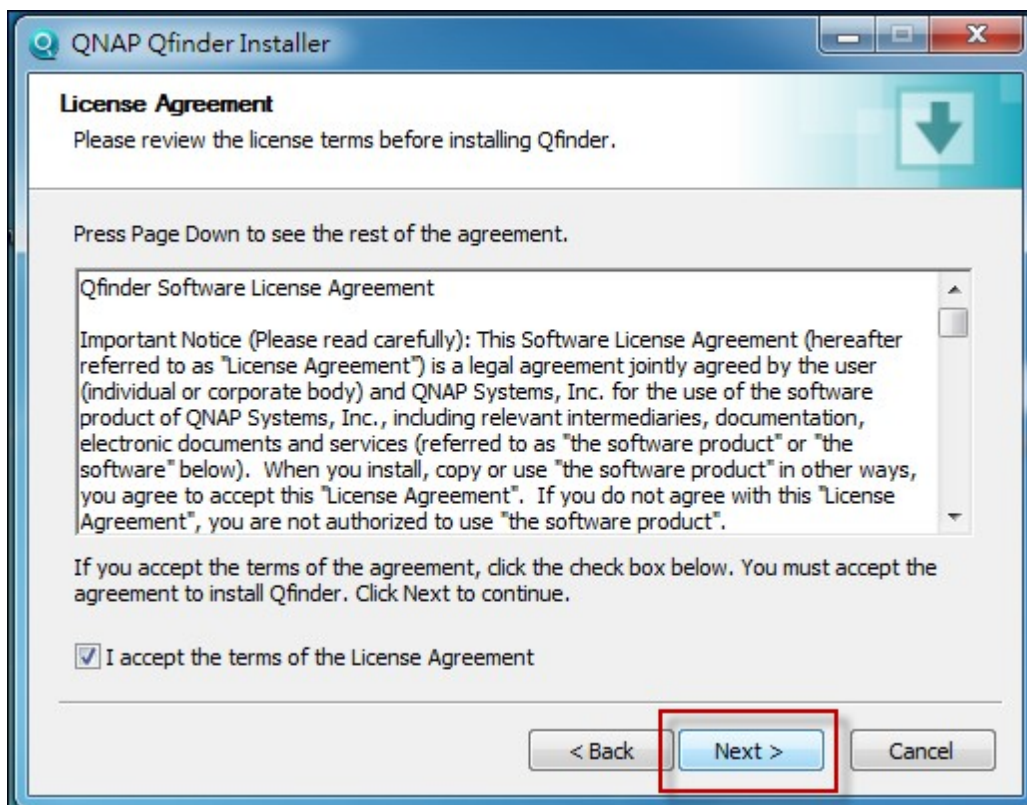 QNAP Qfinder Installer
License Agreement
Please review the license terms before installing Qfinder.
Press Page Down to see the rest of the agreement.
Qfinder Software License Agreement
Important Notice (Please read carefully): This Software License Agreement (hereafter
referred to as "License Agreement") is a legal agreement jointly agreed by the user
(individual or corporate body) and QNAP Systems, Inc. for the use of the software
product of QNAP Systems, Inc., including relevant intermediaries, documentation,
electronic documents and services (referred to as "the software product" or "the
software" below).  When you install, copy or use "the software product" in other ways,
you agree to accept this "License Agreement".  If you do not agree with this "License
Agreement", you are not authorized to use "the software product".
If you accept the terms of the agreement, click the check box below. You must accept the
agreement to install Qfinder. Click Next to continue.
I accept the terms of the License Agreement
< Back
Next >
Cancel